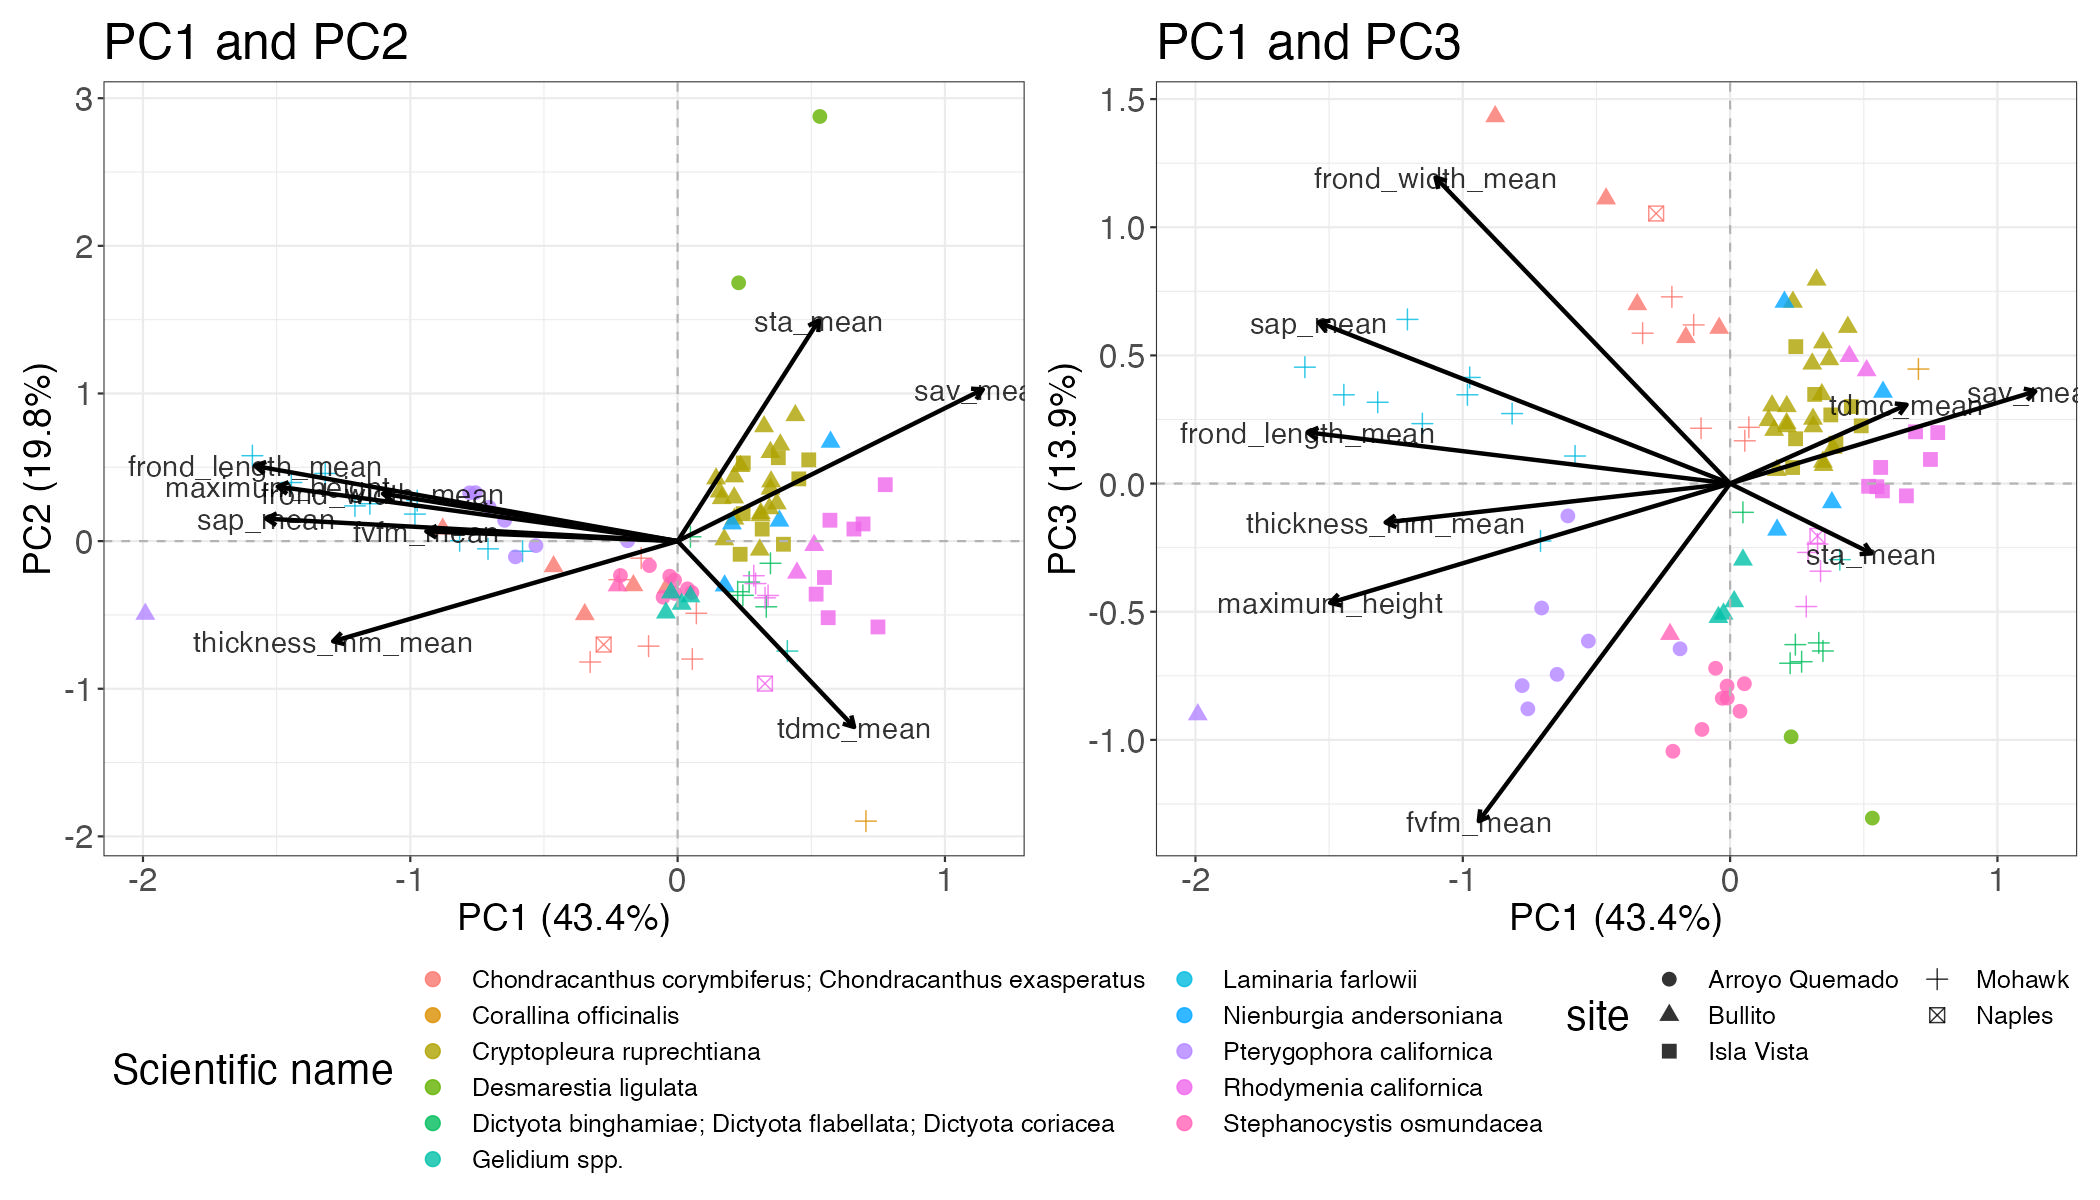 PC1 and PC2
PC1 and PC3
3
2
1
0
-1
-2
PC2 (19.8%)
sta_mean
sav_mea
frond_length_mean
maximum_height
frond_width_mean
sap_mean
fvfm_mean
thickness_mm_mean
tdmc_mean
-2
-1
0
1
PC1 (43.4%)
1.5
1.0
0.5
0.0
-0.5
-1.0
PC3 (13.9%)
frond_width_mean
sap_mean
sav_mea
tdmc_mean
frond_length_mean
thickness_mm_mean
sta_mean
maximum_height
fvfm_mean
-2
-1
0
1
PC1 (43.4%)
Scientific name
Chondracanthus corymbiferus; Chondracanthus exasperatus
Corallina officinalis
Cryptopleura ruprechtiana
Desmarestia ligulata
Dictyota binghamiae; Dictyota flabellata; Dictyota coriacea
Gelidium spp.
Laminaria farlowii
Nienburgia andersoniana
Pterygophora californica
Rhodymenia californica
Stephanocystis osmundacea
site
Arroyo Quemado
Bullito
Isla Vista
Mohawk
Naples